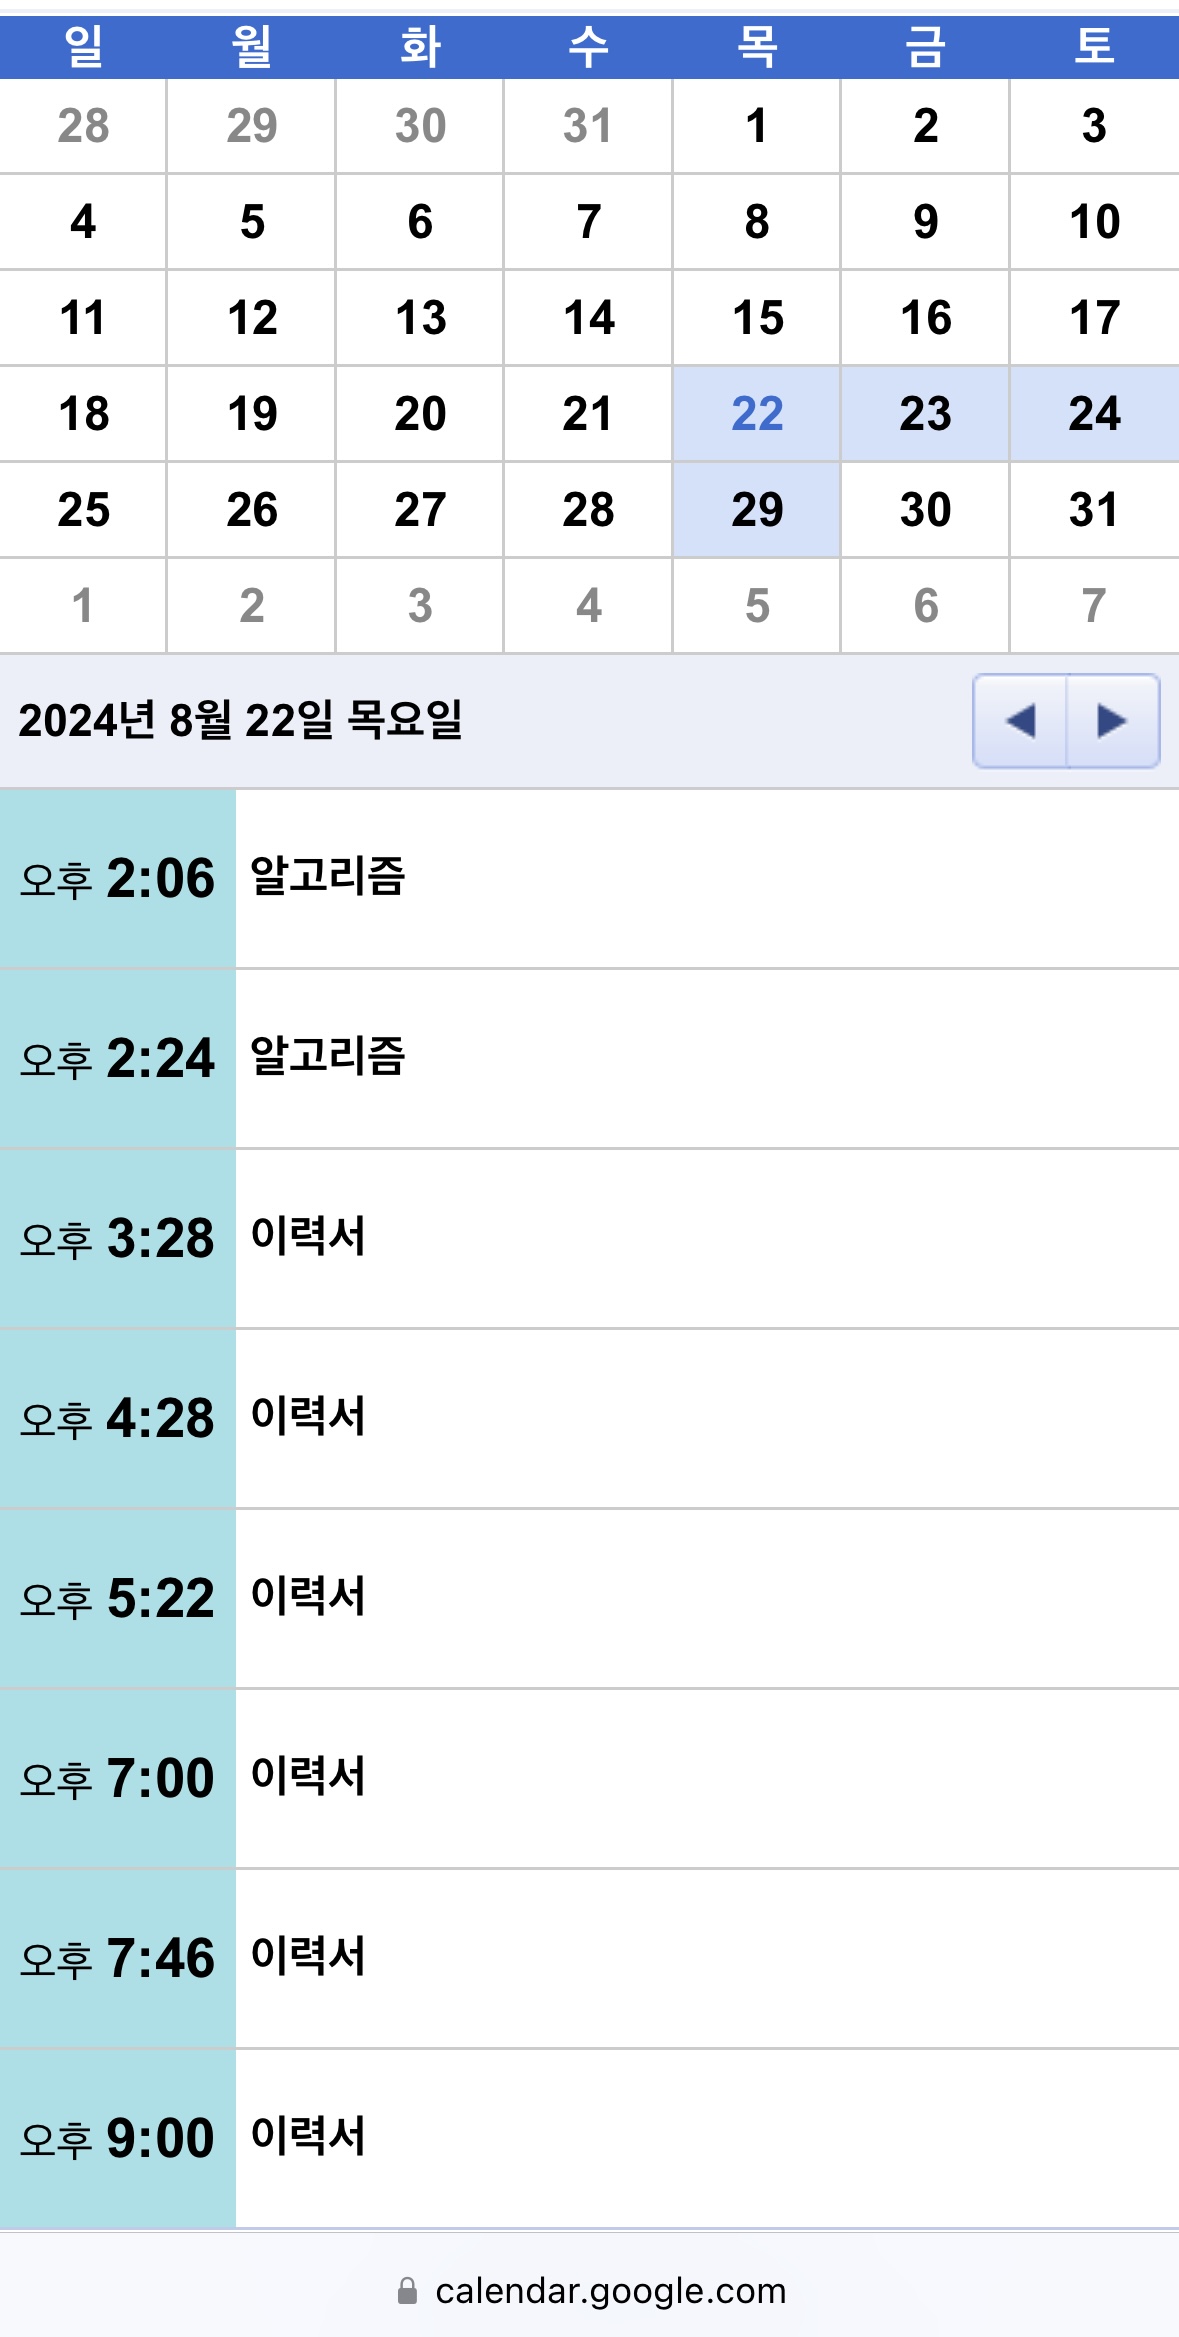 일 월 화 수 목 금 토
28 29 30 31 1 2 3
4 5 6 7 8 9 10
11 12 13 14 15 16 17
18 19 20 21 22 23 24
25 26 27 28 29 30 31
1 2 3 4 5 6 7
2024년 8월 22일 목요일
오후 2:06 알고리즘
오후 2:24 알고리즘
오후 3:28 이력서
오후 4:28 이력서
오후 5:22 이력서
오후 7:00 이력서
오후 7:46 이력서
오후 9:00 이력서
calendar.google.com